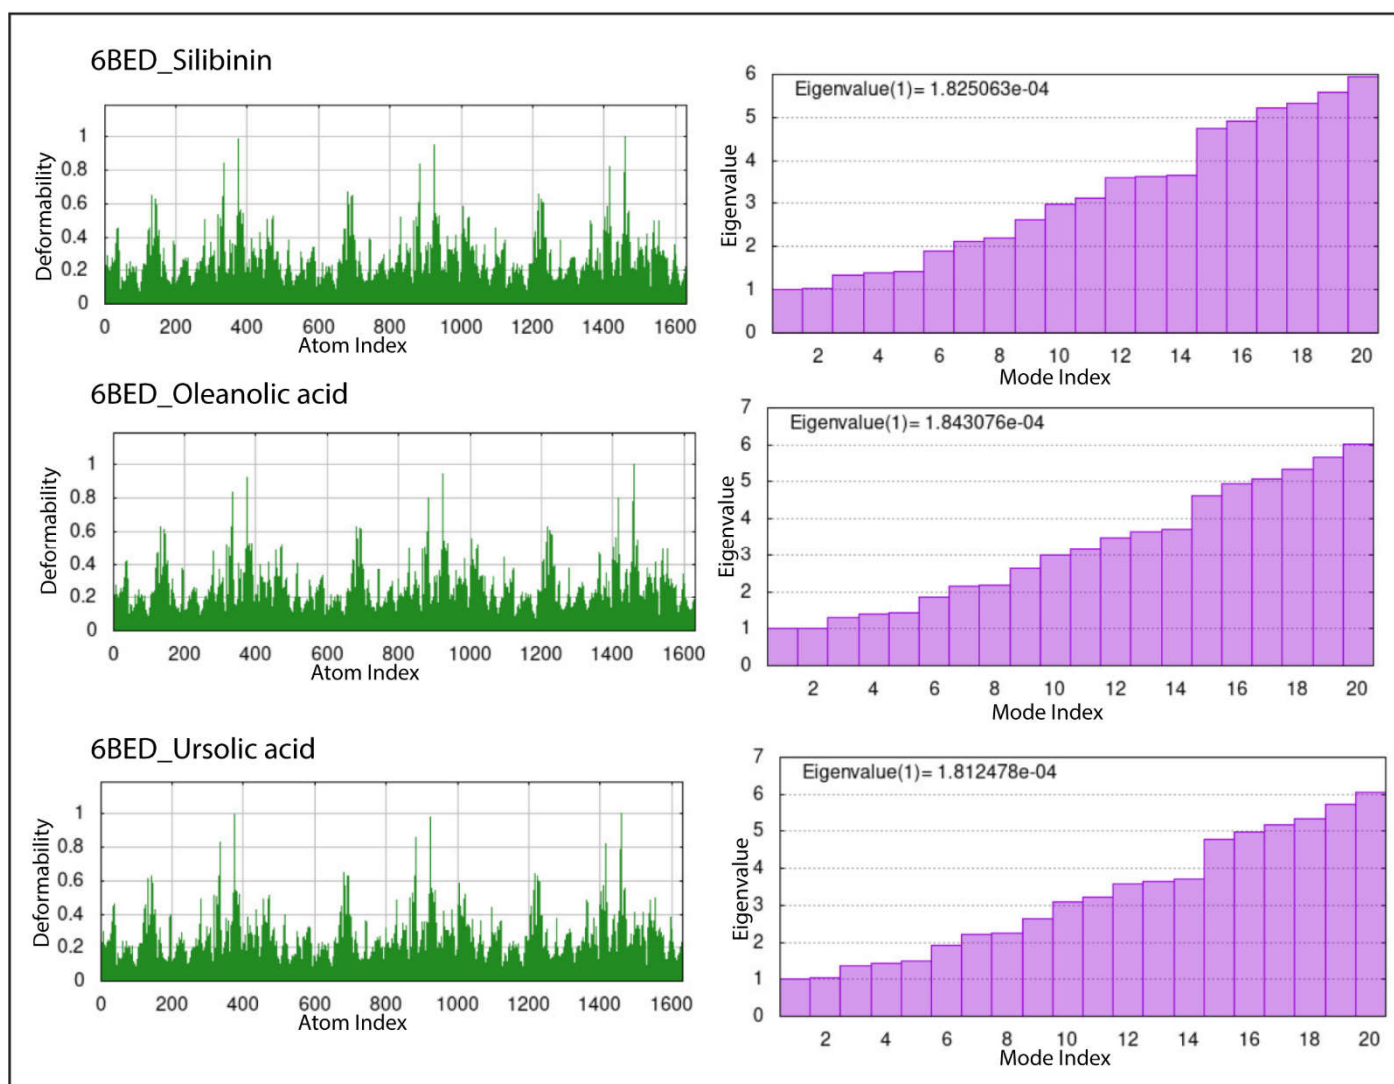 6BED_Silibinin
Deformability
1
0.8
0.6
0.4
0.2
0
0 200 400 600 800 1000 1200 1400 1600
Atom Index
Eigenvalue(1)= 1.825063e-04
Eigenvalue
6
5
4
3
2
1
0
2 4 6 8 10 12 14 16 18 20
Mode Index
6BED_Oleanolic acid
Deformability
1
0.8
0.6
0.4
0.2
0
0 200 400 600 800 1000 1200 1400 1600
Atom Index
Eigenvalue(1)= 1.843076e-04
Eigenvalue
7
6
5
4
3
2
1
0
2 4 6 8 10 12 14 16 18 20
Mode Index
6BED_Ursolic acid
Deformability
1
0.8
0.6
0.4
0.2
0
0 200 400 600 800 1000 1200 1400 1600
Atom Index
Eigenvalue(1)= 1.812478e-04
Eigenvalue
7
6
5
4
3
2
1
0
2 4 6 8 10 12 14 16 18 20
Mode Index